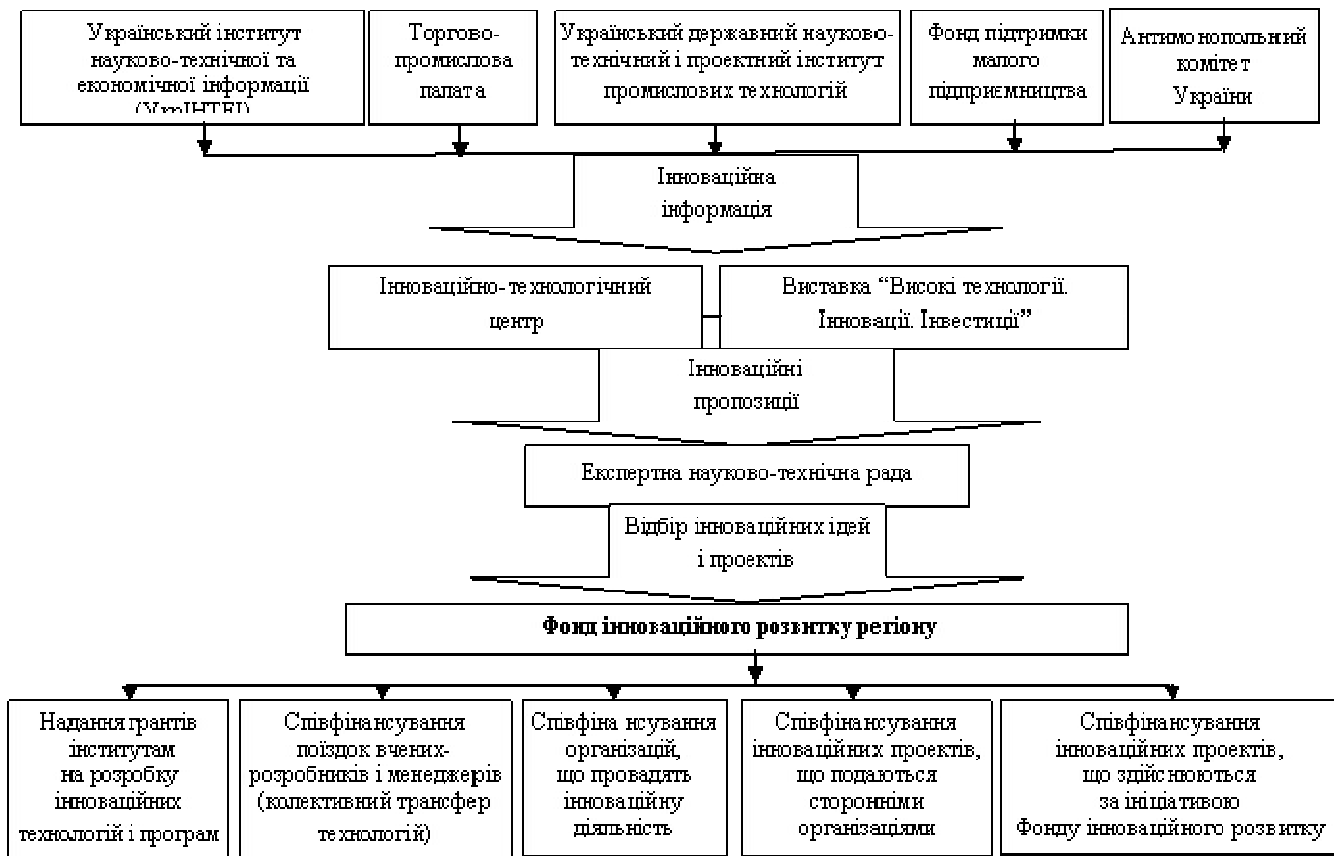 Український інститут
науково-технічної та
економічної інформації
(УкрІНТЕІ)
Торгово-
промислова
палата
Український державний науково-
технічний і проектний інститут
промислових технологій
Фонд підтримки
малого
підприємництва
Антимонопольний
комітет
України
Інноваційна
інформація
Інноваційно-технологічний
центр
Виставка “Високі технології.
Інновації. Інвестиції”
Інноваційні
пропозиції
Експертна науково-технічна рада
Відбір інноваційних ідей
і проектів
Фонд інноваційного розвитку регіону
Надання грантів
інститутам
на розробку
інноваційних
технологій і програм
Співфінансування
поїздок вчених-
розробників і менеджерів
(колективний трансфер
технологій)
Співфіна нсування
організацій,
що провадять
інноваційну
діяльність
Співфінансування
інноваційних проектів,
що подаються
сторонніми
організаціями
Співфінансування
інноваційних проектів,
що здійснюються
за ініціативою
Фонду інноваційного розвитку